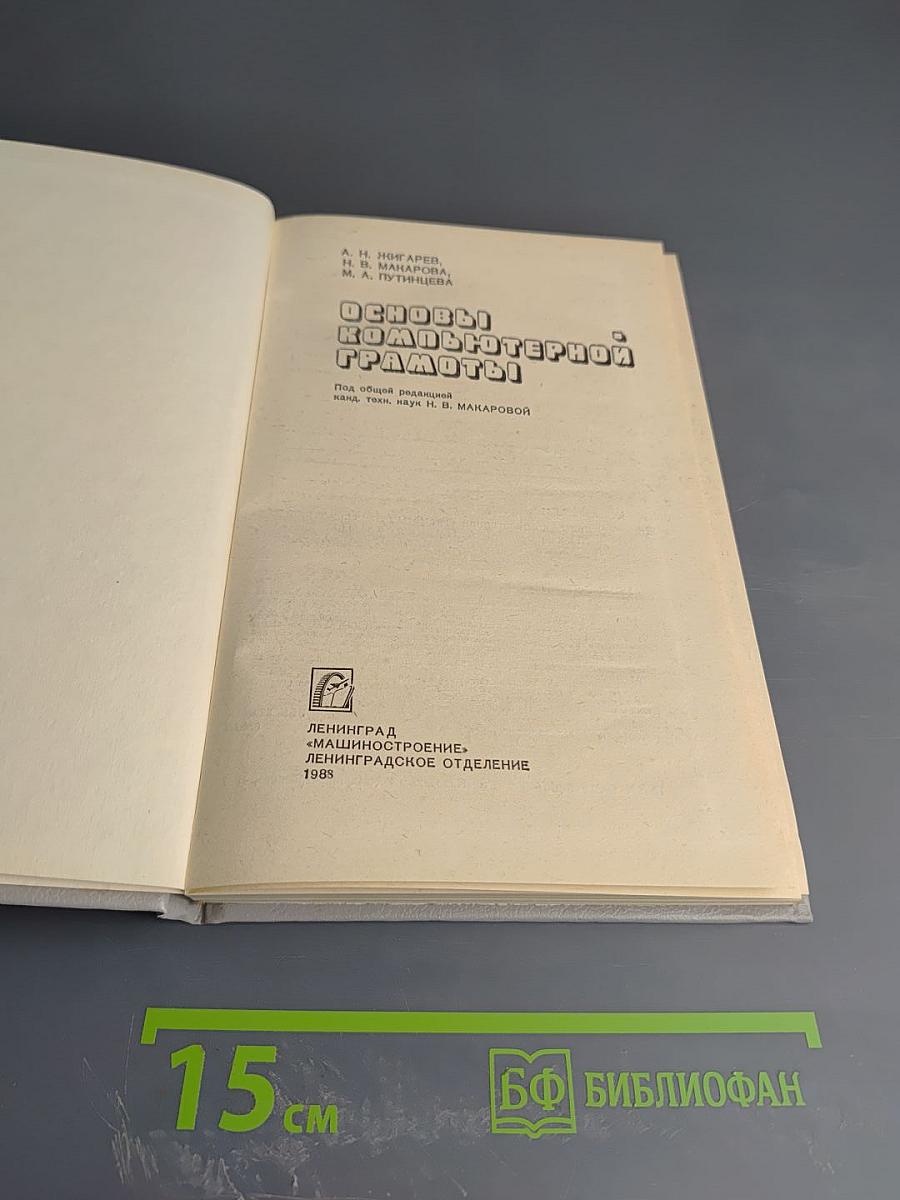 А. Н. ЖИГАРЕВ,
Н. В. МАКАРОВА,
М. А. ПУТИНЦЕВА
ОСНОВЫ
КОМПЬЮТЕРНОЙ
ГРАМОТЫ
Под общей редакцией
канд. техн. наук Н. В. МАКАРОВОЙ
ЛЕНИНГРАД
«МАШИНОСТРОЕНИЕ»
ЛЕНИНГРАДСКОЕ ОТДЕЛЕНИЕ
1988
15 см
БФ БИБЛИОФАН